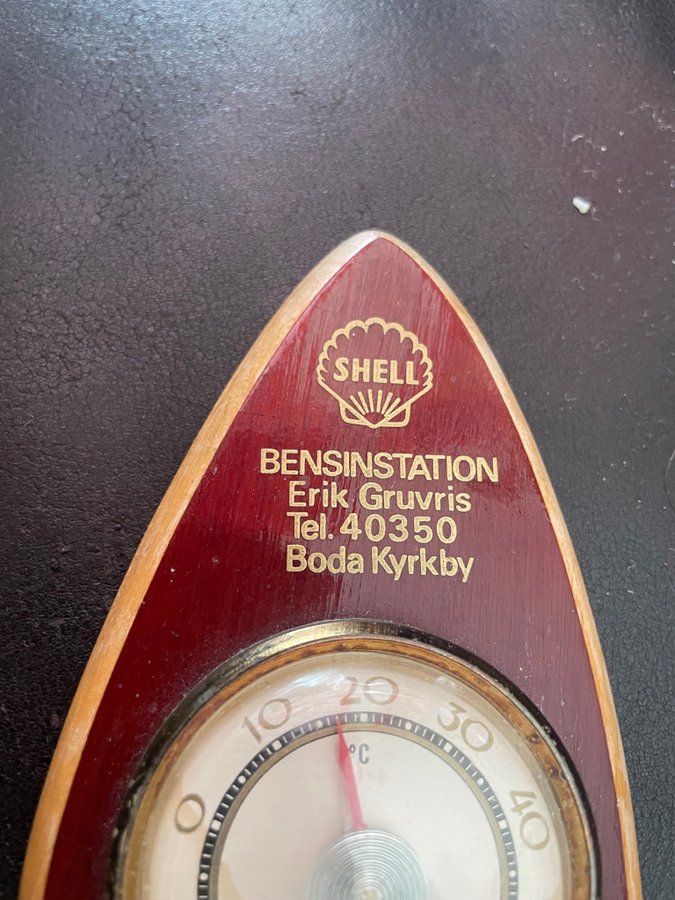 SHELL
BENSINSTATION
Erik Gruvris
Tel. 40350
Boda Kyrkby
0 10 20 30 40
°C